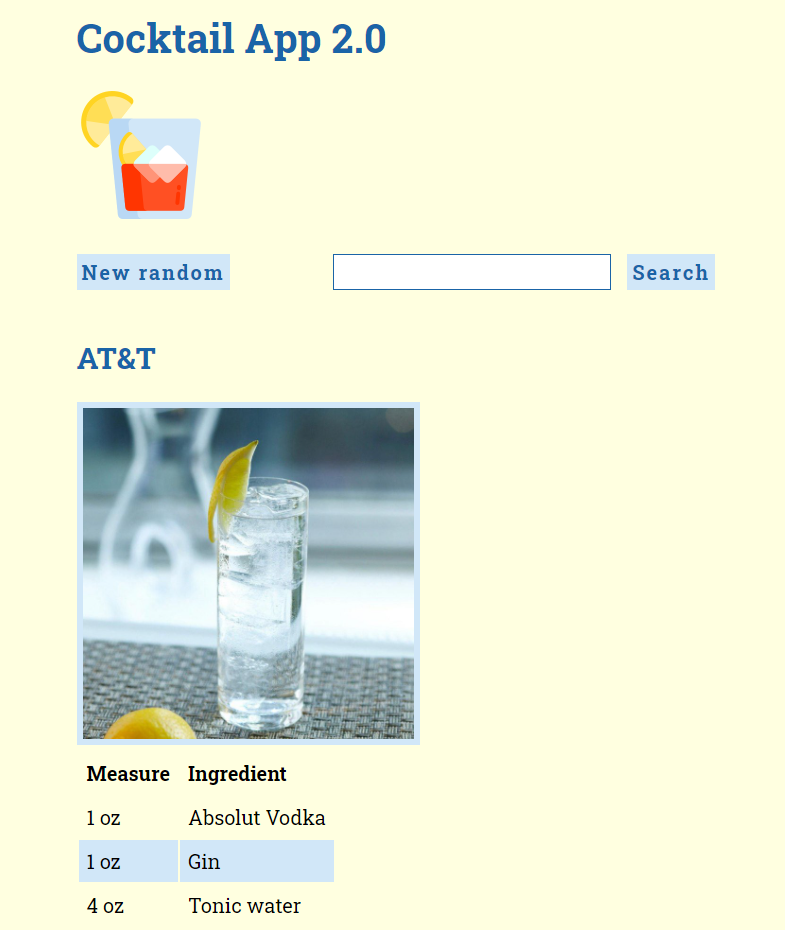 Cocktail App 2.0
New random Search
AT&T
Measure Ingredient
1 oz Absolut Vodka
1 oz Gin
4 oz Tonic water